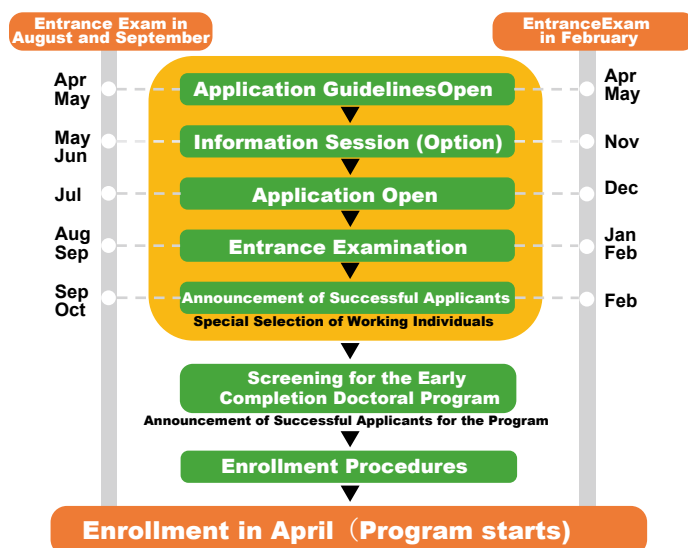 Entrance Exam in
August and September
EntranceExam
in February
Apr
May
Application GuidelinesOpen
Apr
May
May
Jun
Information Session (Option)
Nov
Jul
Application Open
Dec
Aug
Sep
Entrance Examination
Jan
Feb
Sep
Oct
Announcement of Successful Applicants
Feb
Special Selection of Working Individuals
Screening for the Early
Completion Doctoral Program
Announcement of Successful Applicants for the Program
Enrollment Procedures
Enrollment in April（Program starts)